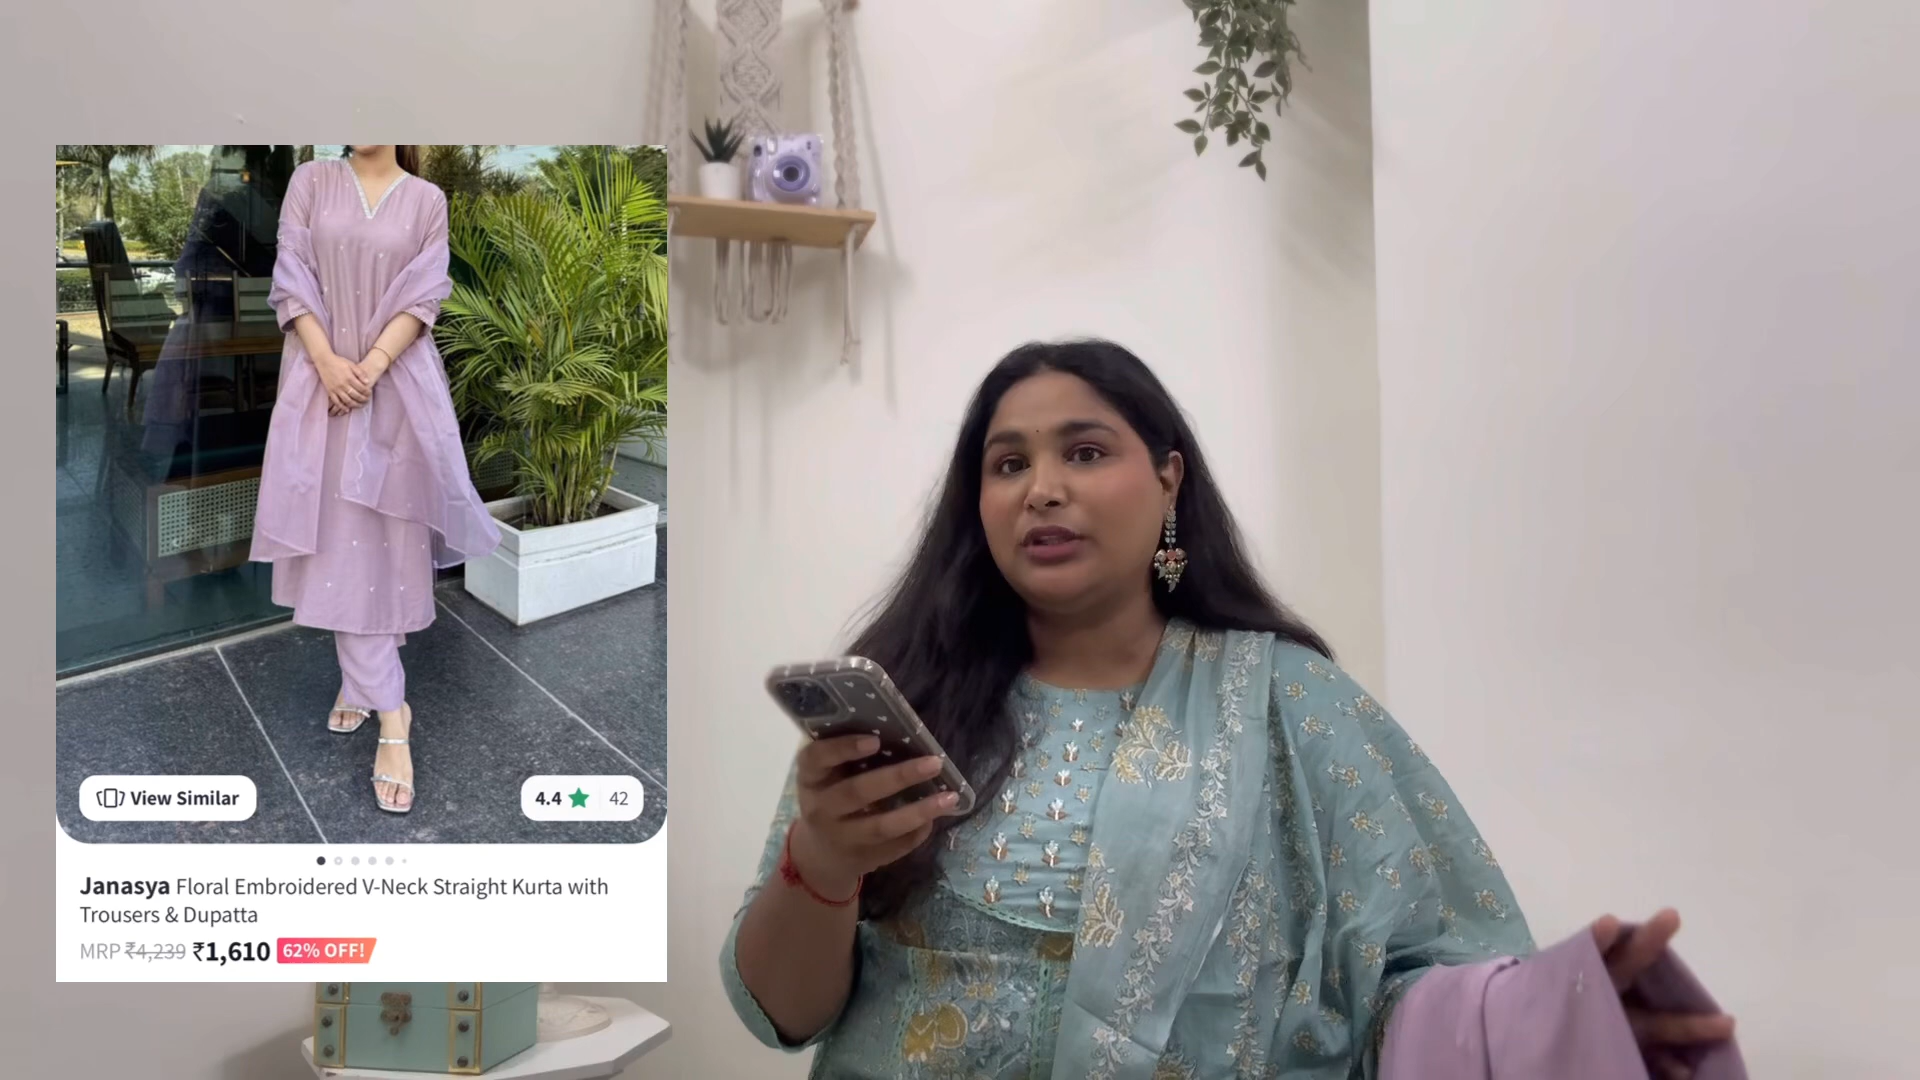 View Similar
4.4 42
Janasya Floral Embroidered V-Neck Straight Kurta with
Trousers & Dupatta
MRP ₹4,239 ₹1,610 62% OFF!